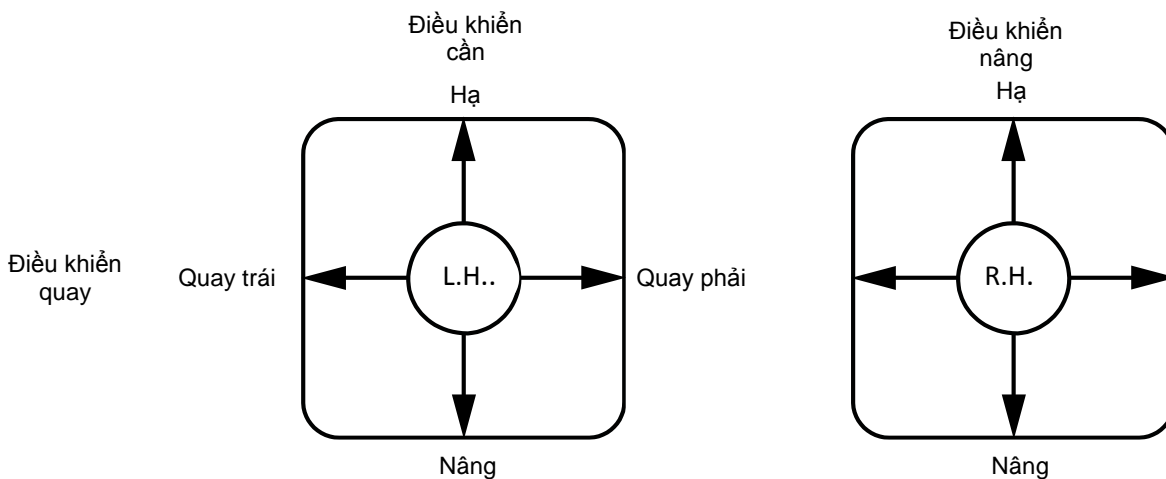 Điều khiển
cần
Hạ
Điều khiển
nâng
Hạ
Điều khiển
quay
Quay trái
L.H..
Quay phải
R.H.
Nâng
Nâng